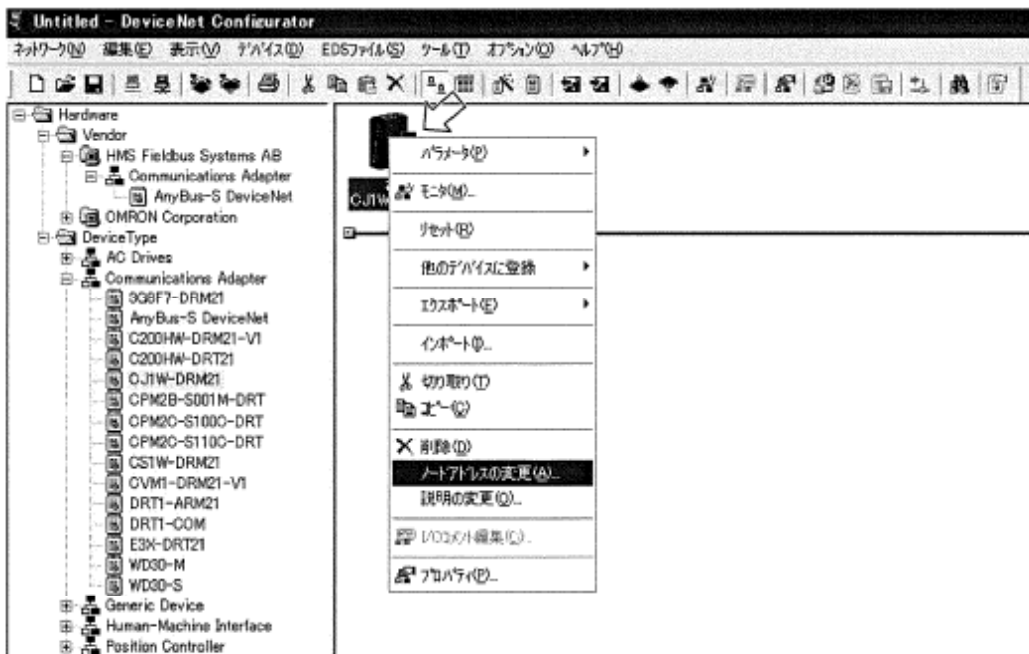 Untitled - DeviceNet Configurator
ネットワーク(N) 編集(E) 表示(V) デバイス(D) EDSファイル(S) ツール(T) オプション(O) ヘルプ(H)
Hardware
Vendor
HMS Fieldbus Systems AB
Communications Adapter
AnyBus-S DeviceNet
OMRON Corporation
DeviceType
AC Drives
Communications Adapter
3G8F7-DRM21
AnyBus-S DeviceNet
C200HW-DRM21-V1
C200HW-DRT21
CJ1W-DRM21
CPM2B-S001M-DRT
CPM2C-S100C-DRT
CPM2C-S110C-DRT
CS1W-DRM21
CVM1-DRM21-V1
DRT1-ARM21
DRT1-COM
E3X-DRT21
WD30-M
WD30-S
Generic Device
Human-Machine Interface
Position Controller
CJ1W
パラメータ(P)
モニタ(M)...
リセット(R)
他のデバイスに登録
エクスポート(E)
インポート(I)...
切り取り(T)
コピー(C)
削除(D)
ノードアドレスの変更(A)...
説明の変更(O)...
I/Oコメント編集(C)...
プロパティ(P)...